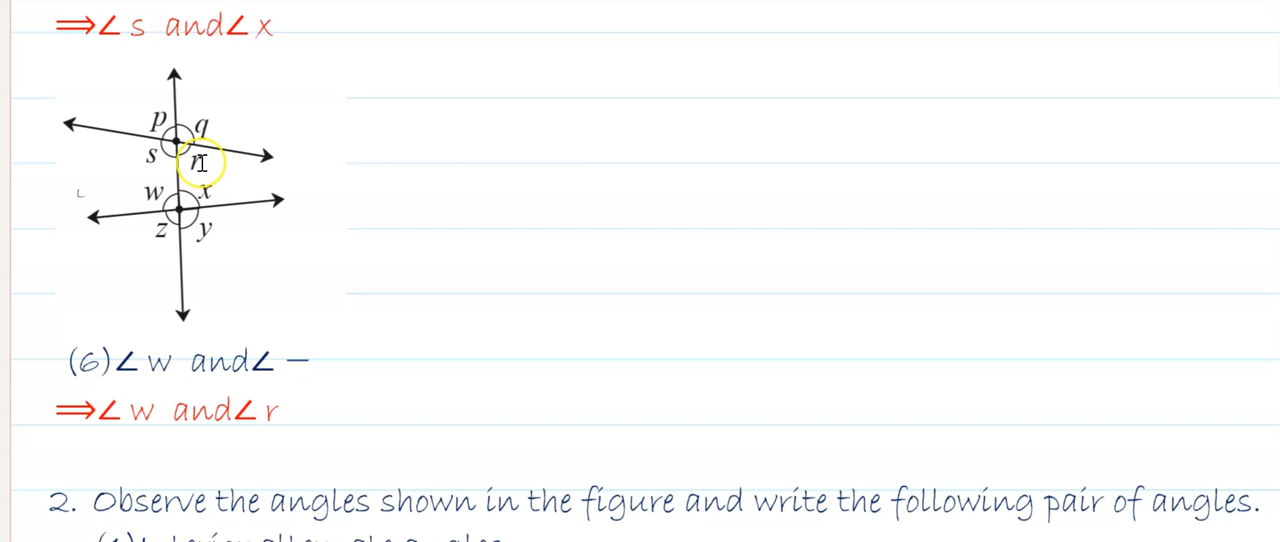 ⟹∠ s and∠ x
p q
s r
w x
z y
(6)∠ w and∠ —
⟹∠ w and∠ r
2. Observe the angles shown in the figure and write the following pair of angles.